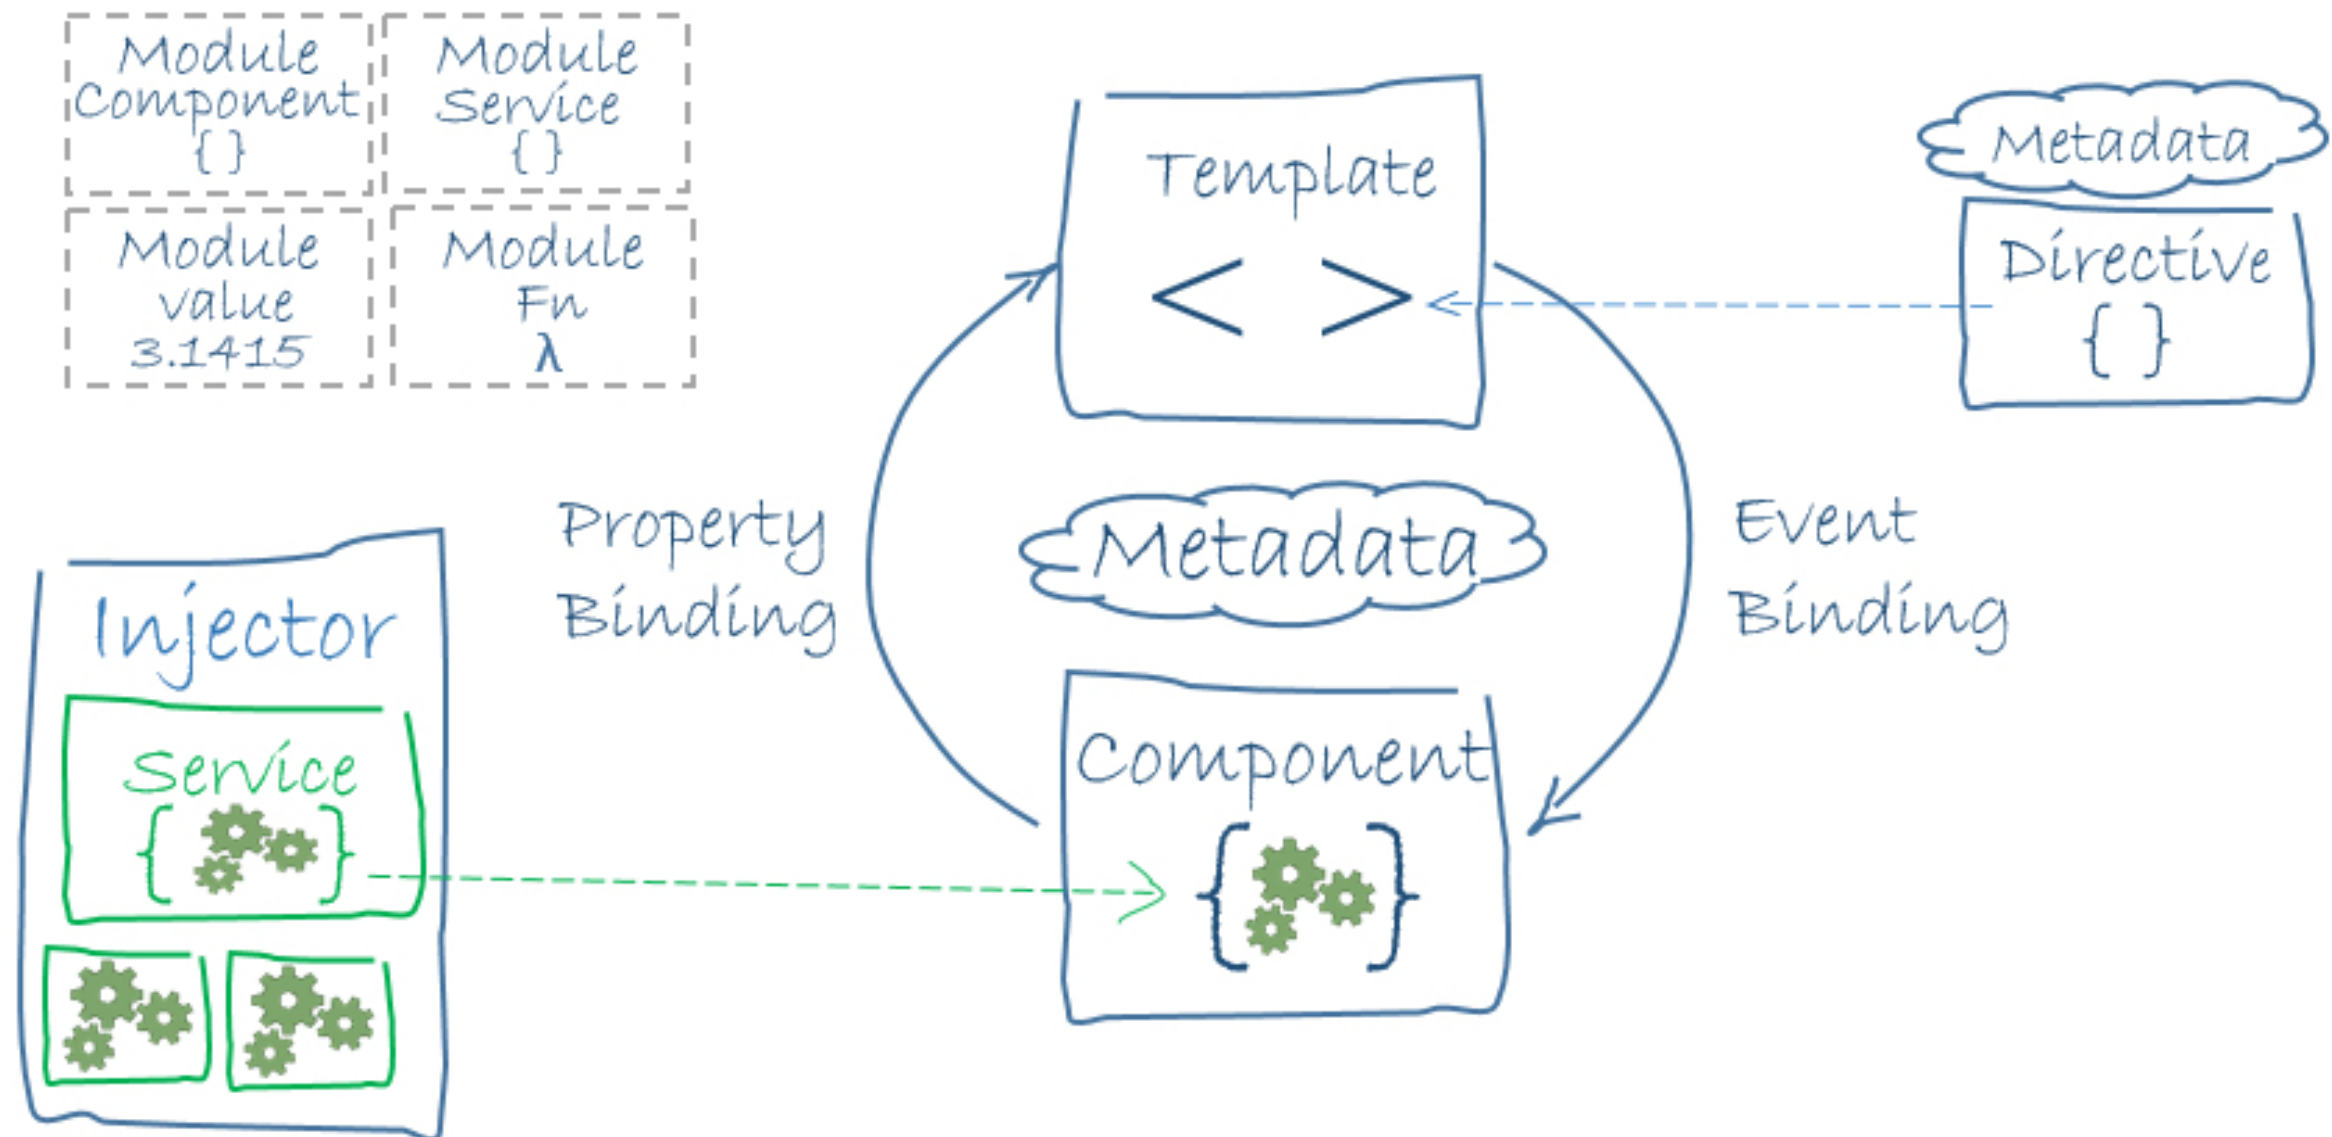 Module
Component
{ }
Module
Service
{ }
Module
value
3.1415
Module
Fn
λ
Template
< >
Metadata
Directive
{ }
Property
Binding
Metadata
Event
Binding
Injector
Service
{ }
Component
{ }